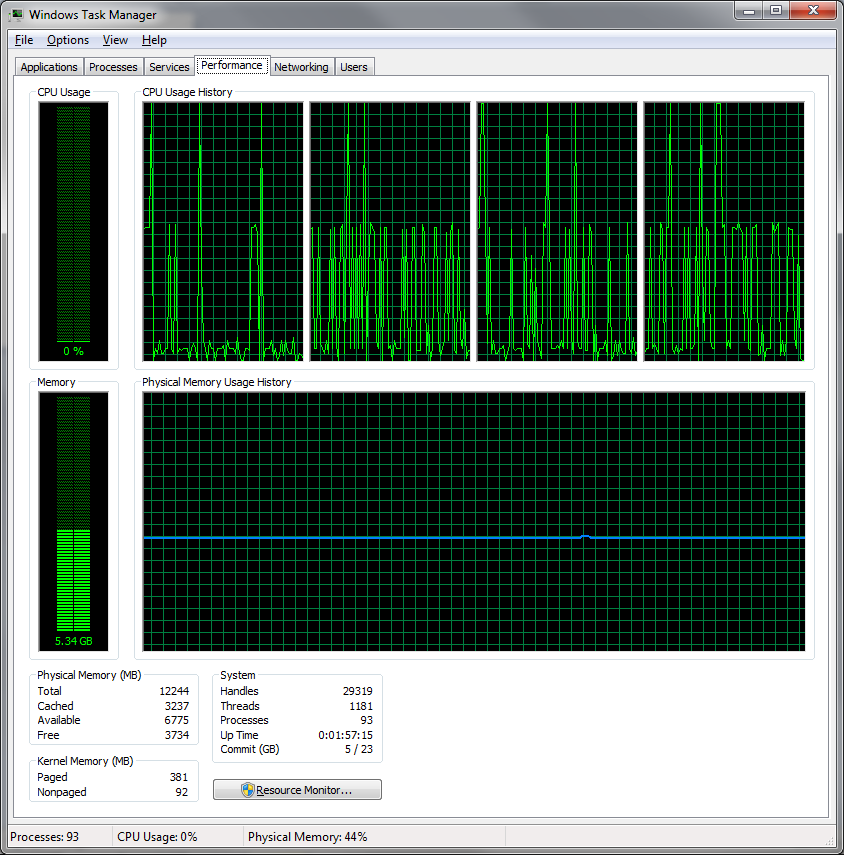 Windows Task Manager
File Options View Help
Applications Processes Services Performance Networking Users
CPU Usage
CPU Usage History
0 %
Memory
Physical Memory Usage History
5.34 GB
Physical Memory (MB)
Total 12244
Cached 3237
Available 6775
Free 3734
Kernel Memory (MB)
Paged 381
Nonpaged 92
System
Handles 29319
Threads 1181
Processes 93
Up Time 0:01:57:15
Commit (GB) 5 / 23
Resource Monitor...
Processes: 93 CPU Usage: 0% Physical Memory: 44%